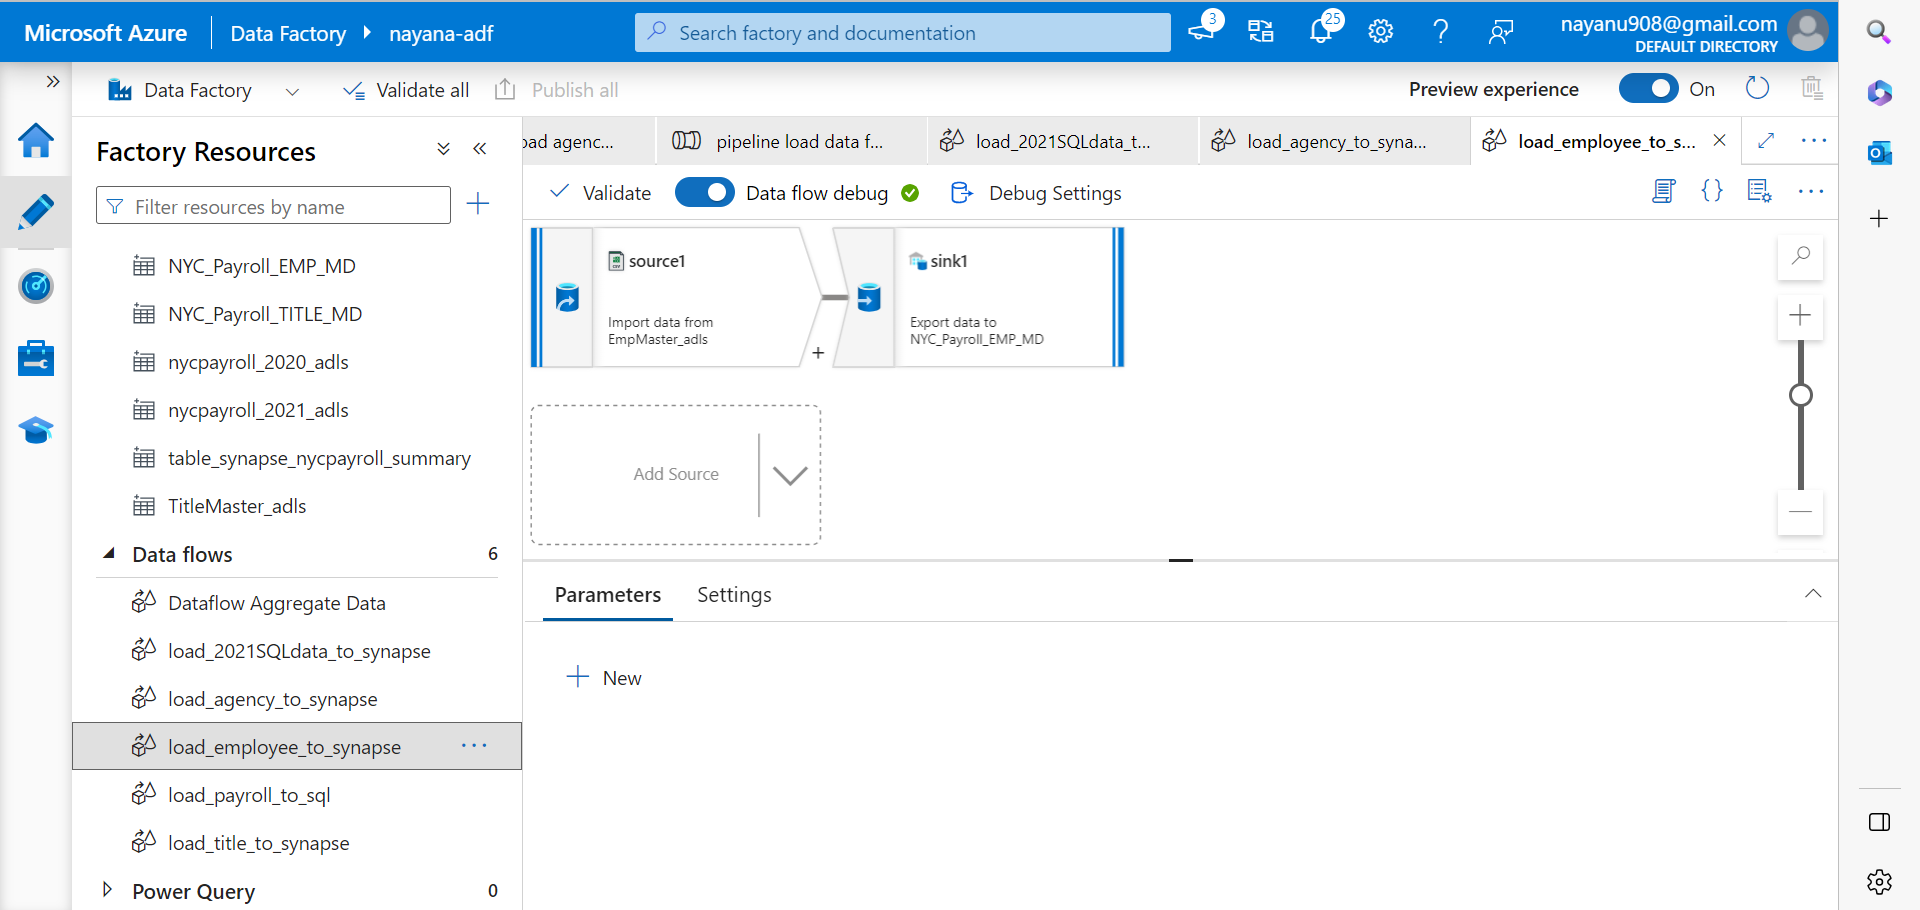 Microsoft Azure
Data Factory
nayana-adf
Search factory and documentation
3
25
nayanu908@gmail.com
DEFAULT DIRECTORY
Data Factory
Validate all
Publish all
Preview experience
On
Factory Resources
Filter resources by name
NYC_Payroll_EMP_MD
NYC_Payroll_TITLE_MD
nycpayroll_2020_adls
nycpayroll_2021_adls
table_synapse_nycpayroll_summary
TitleMaster_adls
Data flows 6
Dataflow Aggregate Data
load_2021SQLdata_to_synapse
load_agency_to_synapse
load_employee_to_synapse
load_payroll_to_sql
load_title_to_synapse
Power Query 0
oad agenc...
pipeline load data f...
load_2021SQLdata_t...
load_agency_to_syna...
load_employee_to_s...
Validate
Data flow debug
Debug Settings
source1
Import data from
EmpMaster_adls
sink1
Export data to
NYC_Payroll_EMP_MD
Add Source
Parameters
Settings
New